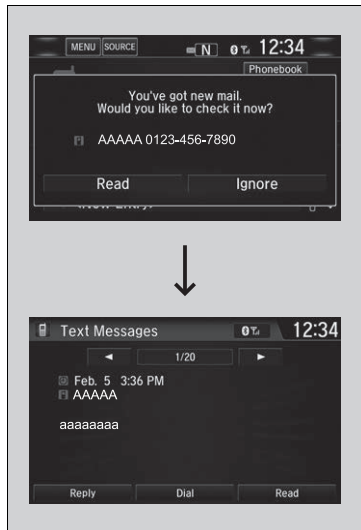 MENU SOURCE N 12:34
Phonebook
You've got new mail.
Would you like to check it now?
AAAAA 0123-456-7890
Read Ignore
Text Messages 12:34
1/20
Feb. 5 3:36 PM
AAAAA
aaaaaaaa
Reply Dial Read